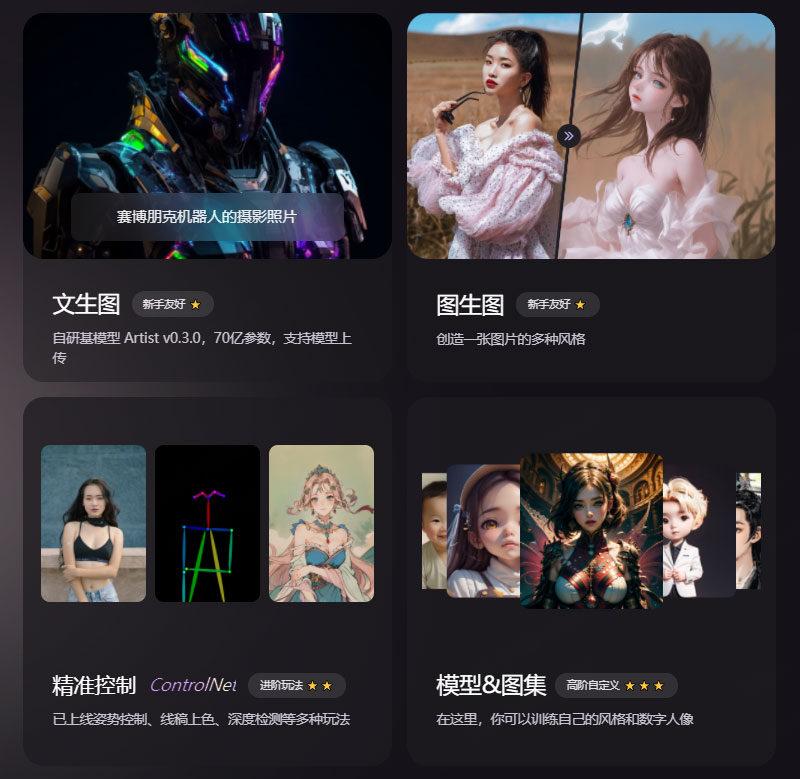 赛博朋克机器人的摄影照片
文生图 新手友好
自研基模型 Artist v0.3.0，70亿参数，支持模型上
传
图生图 新手友好
创造一张图片的多种风格
精准控制 ControlNet 进阶玩法
已上线姿势控制、线稿上色、深度检测等多种玩法
模型&图集 高阶自定义
在这里，你可以训练自己的风格和数字人像